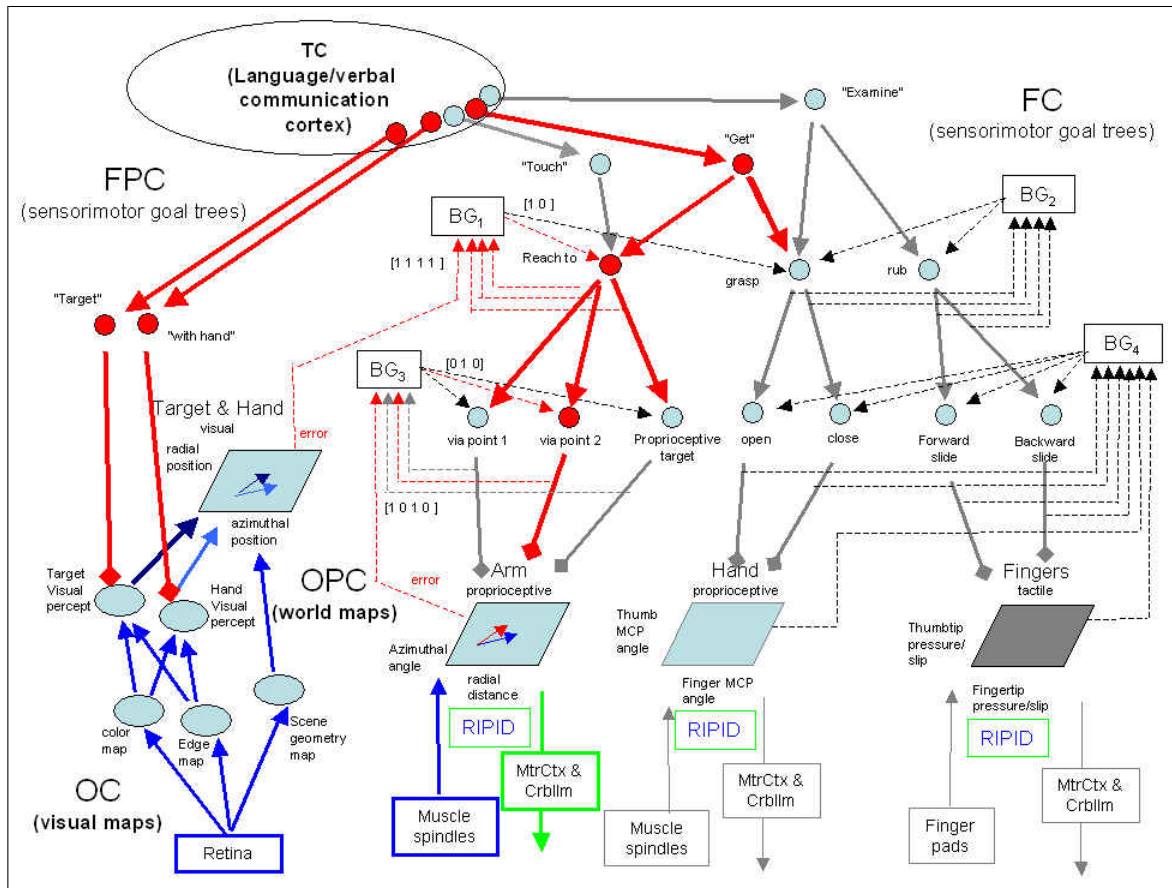 TC
(Language/verbal
communication
cortex)
"Examine"
FC
(sensorimotor goal trees)
"Get"
"Touch"
FPC
(sensorimotor goal trees)
[1 0]
BG1
BG2
[1 1 1 1 ]
Reach to
grasp
rub
"Target"
"with hand"
BG3
[0 1 0]
BG4
Target & Hand
visual
radial
position
error
via point 1
via point 2
Proprioceptive
target
open
close
Forward
slide
Backward
slide
[1 0 1 0 ]
azimuthal
position
Target
Visual
percept
Hand
Visual
percept
OPC
(world maps)
error
Arm
proprioceptive
Hand
proprioceptive
Fingers
tactile
Azimuthal
angle
Thumb
MCP
angle
Thumbtip
pressure/
slip
radial
distance
Finger MCP
angle
Fingertip
pressure/slip
RIPID
RIPID
RIPID
color
map
Edge
map
Scene
geometry
map
OC
(visual maps)
Retina
Muscle
spindles
MtrCtx &
Crbllm
Muscle
spindles
MtrCtx &
Crbllm
Finger
pads
MtrCtx &
Crbllm